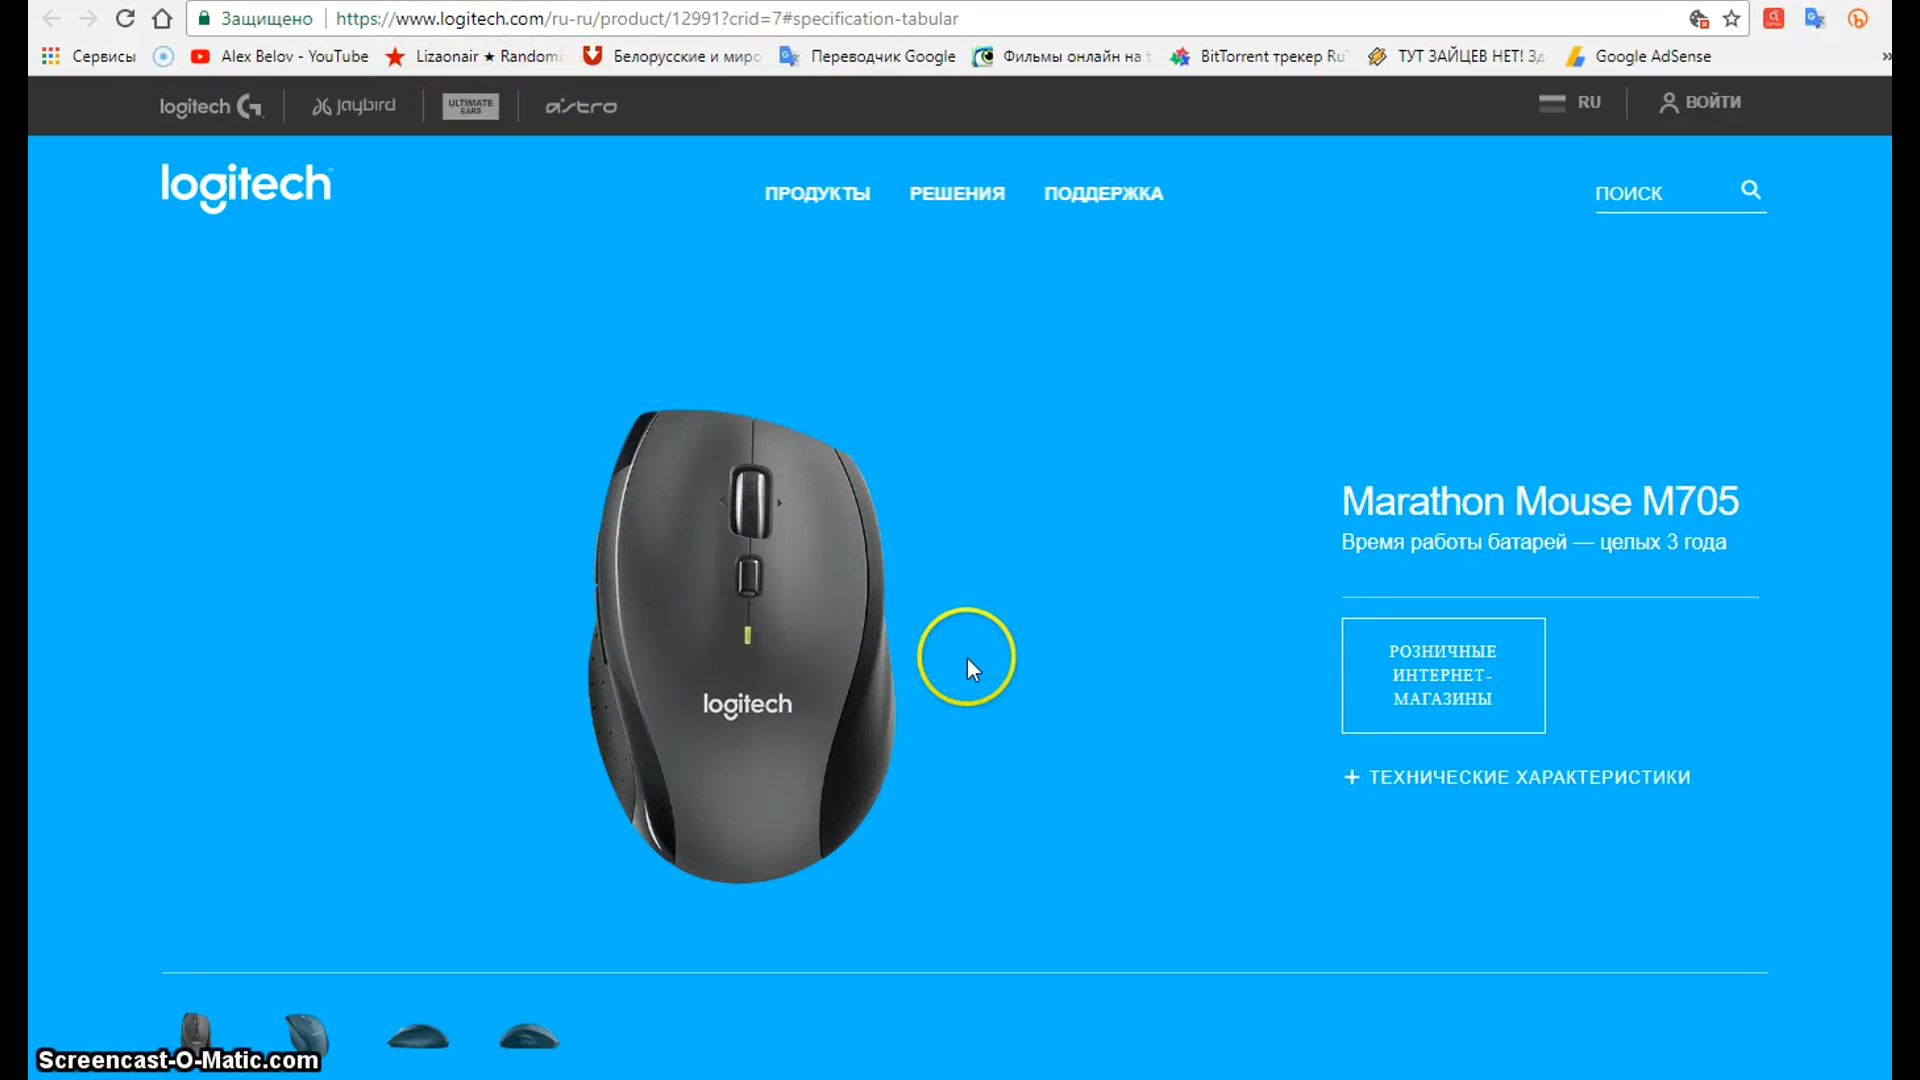 Защищено
https://www.logitech.com/ru-ru/product/12991?crid=7#specification-tabular
Сервисы
Alex Belov - YouTube
Lizaonair ★ Randomi
Белорусские и миро
Переводчик Google
Фильмы онлайн на t
BitTorrent трекер Ru
ТУТ ЗАЙЦЕВ НЕТ! Зд
Google AdSense
logitech G
Jaybird
ULTIMATE
EARS
ASTRO
RU
ВОЙТИ
logitech
ПРОДУКТЫ
РЕШЕНИЯ
ПОДДЕРЖКА
ПОИСК
logitech
Marathon Mouse M705
Время работы батарей — целых 3 года
РОЗНИЧНЫЕ
ИНТЕРНЕТ-
МАГАЗИНЫ
+ ТЕХНИЧЕСКИЕ ХАРАКТЕРИСТИКИ
Screencast-O-Matic.com